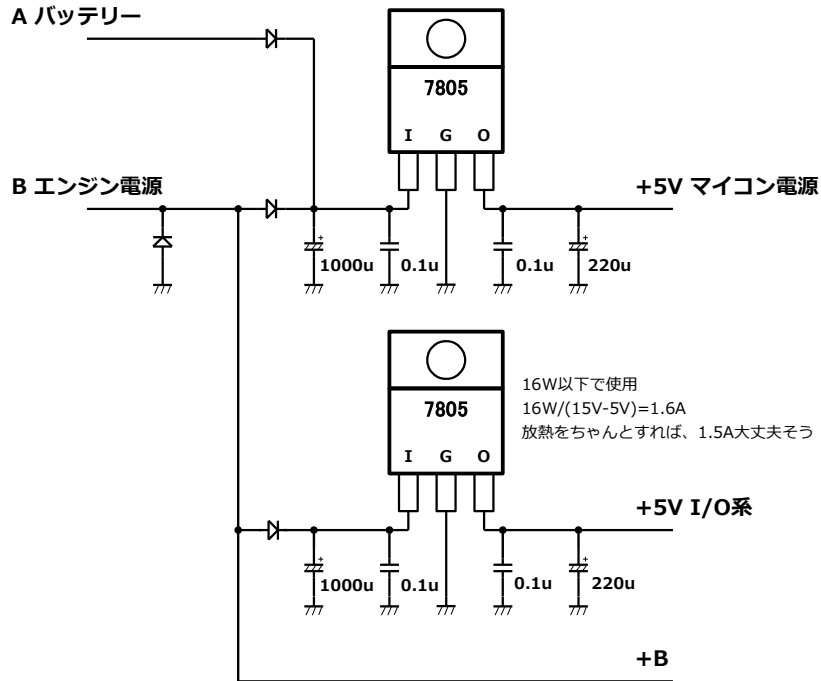 A バッテリー
7805
I G O
B エンジン電源
+5V マイコン電源
+
1000u
0.1u
0.1u
+
220u
7805
I G O
16W以下で使用
16W/(15V-5V)=1.6A
放熱をちゃんとすれば、1.5A大丈夫そう
+5V I/O系
+
1000u
0.1u
0.1u
+
220u
+B